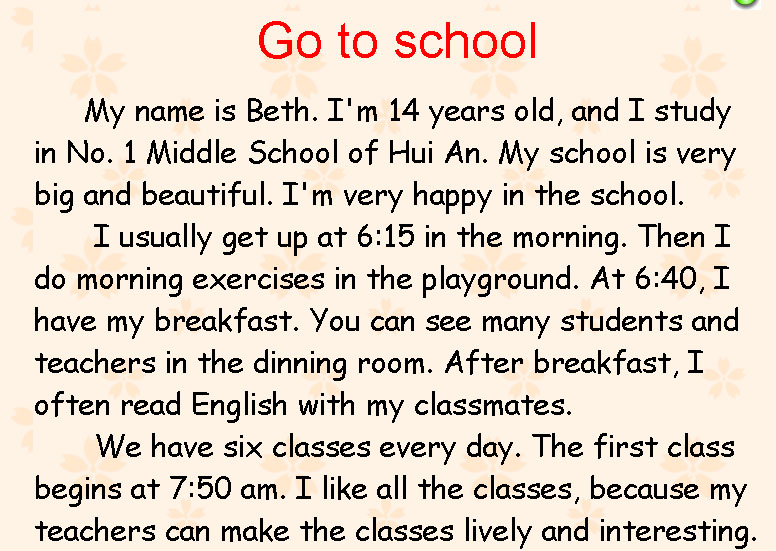 Go to school
My name is Beth. I'm 14 years old, and I study
in No. 1 Middle School of Hui An. My school is very
big and beautiful. I'm very happy in the school.
I usually get up at 6:15 in the morning. Then I
do morning exercises in the playground. At 6:40, I
have my breakfast. You can see many students and
teachers in the dinning room. After breakfast, I
often read English with my classmates.
We have six classes every day. The first class
begins at 7:50 am. I like all the classes, because my
teachers can make the classes lively and interesting.